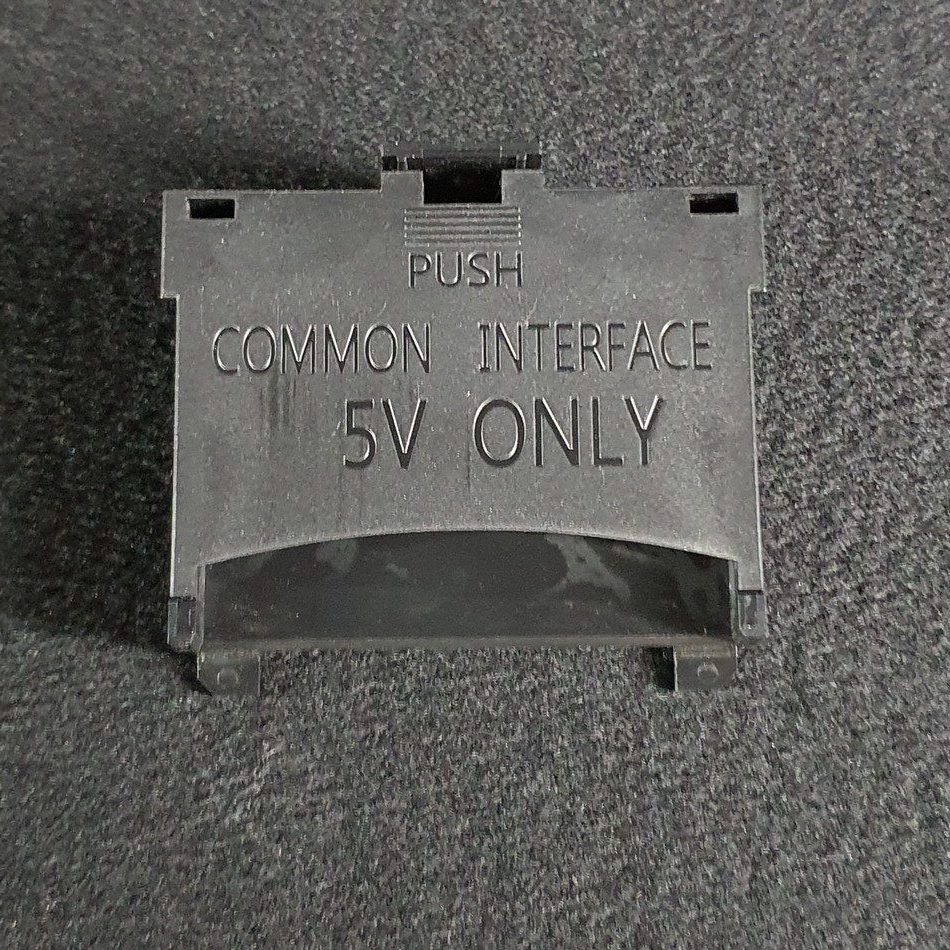 PUSH
COMMON INTERFACE
5V ONLY